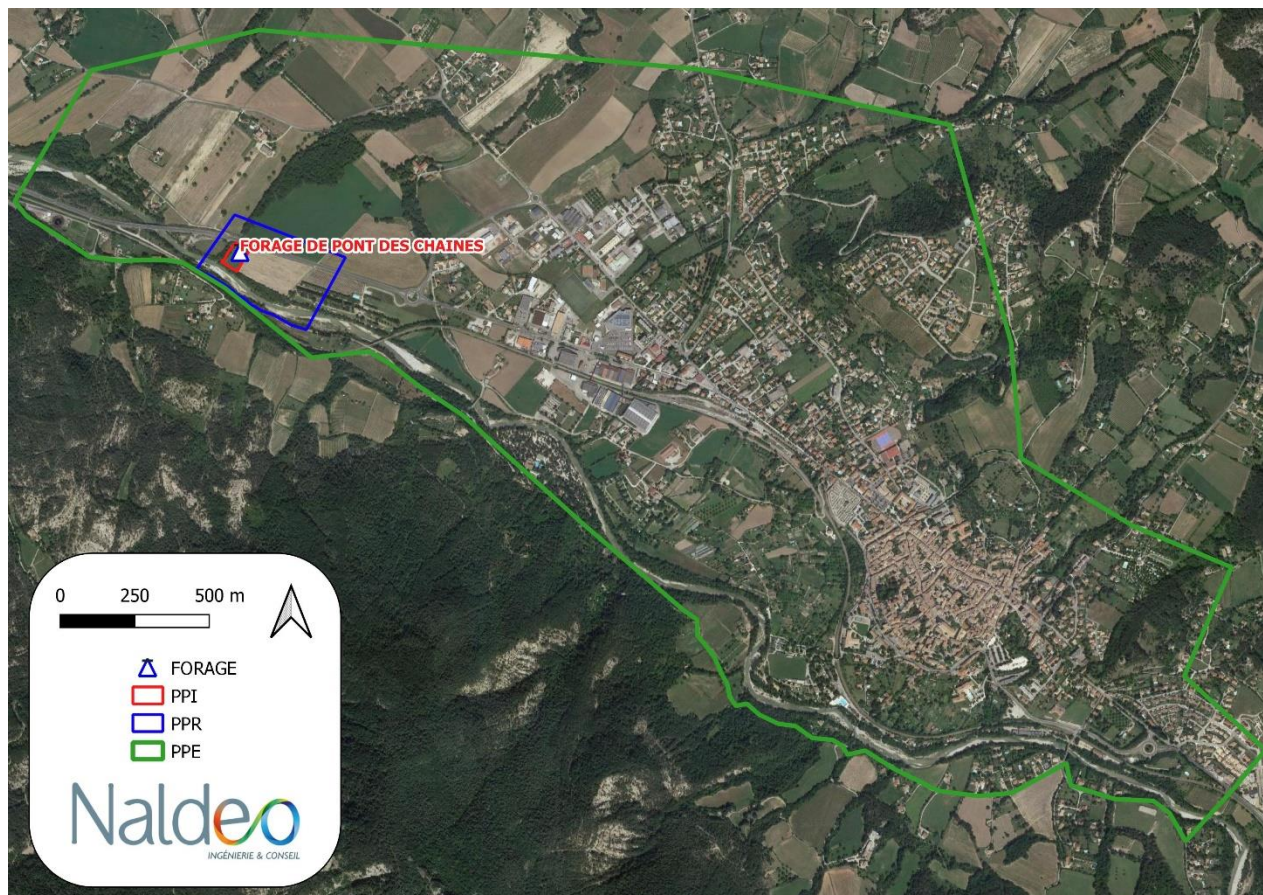 FORAGE DE PONT DES CHAINES
0 250 500 m
FORAGE
PPI
PPR
PPE
Naldeo
INGÉNIERIE & CONSEIL